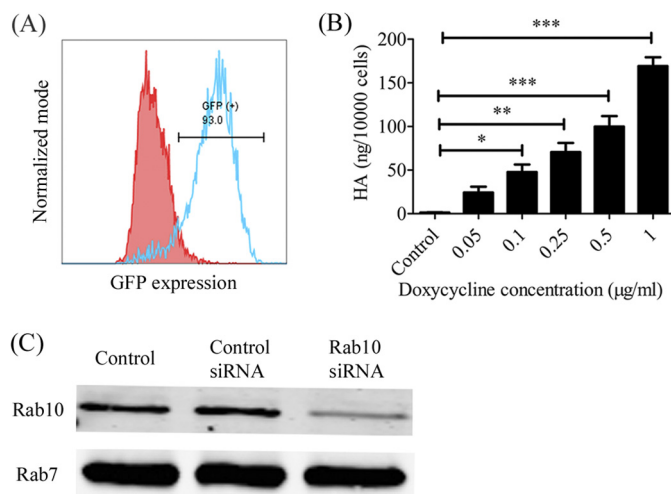 (A)
Normalized mode
GFP (+)
93.0
GFP expression
(B)
HA (ng/10000 cells)
200
150
100
50
0
***
***
**
*
Control
0.05
0.1
0.25
0.5
1
Doxycycline concentration (μg/ml)
(C)
Control
Control
siRNA
Rab10
siRNA
Rab10
Rab7